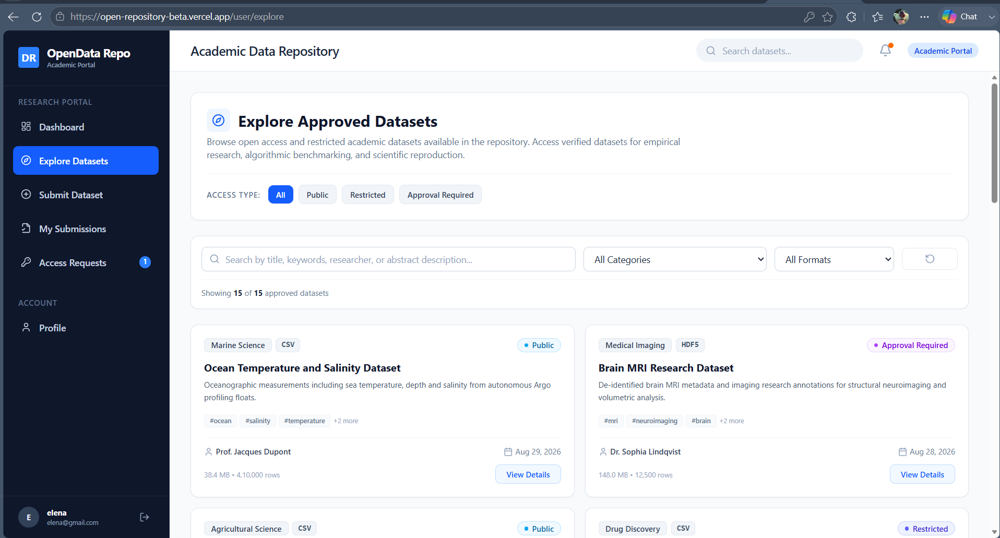 https://open-repository-beta.vercel.app/user/explore
Chat
DR
OpenData Repo
Academic Portal
RESEARCH PORTAL
Dashboard
Explore Datasets
Submit Dataset
My Submissions
Access Requests
1
ACCOUNT
Profile
E
elena
elena@gmail.com
Academic Data Repository
Search datasets...
Academic Portal
Explore Approved Datasets
Browse open access and restricted academic datasets available in the repository. Access verified datasets for empirical
research, algorithmic benchmarking, and scientific reproduction.
ACCESS TYPE:
All
Public
Restricted
Approval Required
Search by title, keywords, researcher, or abstract description...
All Categories
All Formats
Showing 15 of 15 approved datasets
Marine Science
CSV
Public
Ocean Temperature and Salinity Dataset
Oceanographic measurements including sea temperature, depth and salinity from autonomous Argo
profiling floats.
#ocean
#salinity
#temperature
+2 more
Prof. Jacques Dupont
Aug 29, 2026
38.4 MB • 4,10,000 rows
View Details
Medical Imaging
HDF5
Approval Required
Brain MRI Research Dataset
De-identified brain MRI metadata and imaging research annotations for structural neuroimaging and
volumetric analysis.
#mri
#neuroimaging
#brain
+2 more
Dr. Sophia Lindqvist
Aug 28, 2026
148.0 MB • 12,500 rows
View Details
Agricultural Science
CSV
Public
Drug Discovery
CSV
Restricted